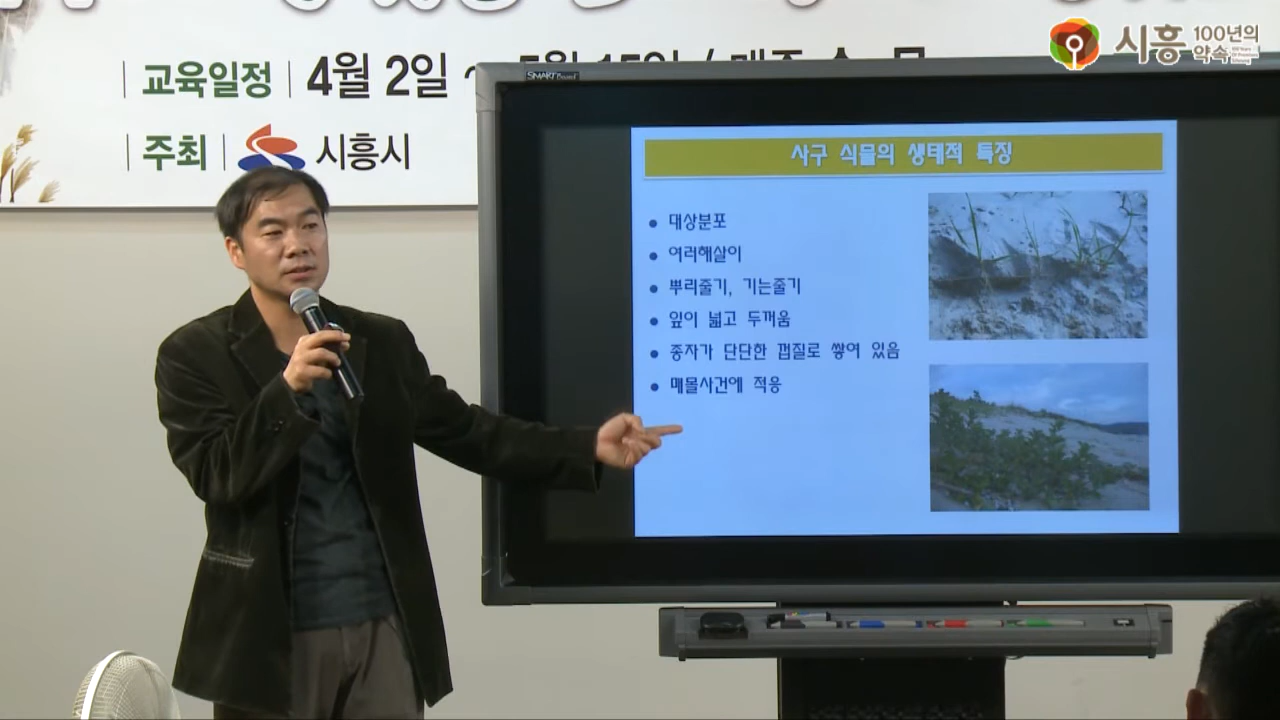 시흥 100년의 약속
교육일정 4월 2일 ~
주최 시흥시
SMART Board
사구 식물의 생태적 특징
• 대상분포
• 여러해살이
• 뿌리줄기, 기는줄기
• 잎이 넓고 두꺼움
• 종자가 단단한 껍질로 쌓여 있음
• 매몰사건에 적응